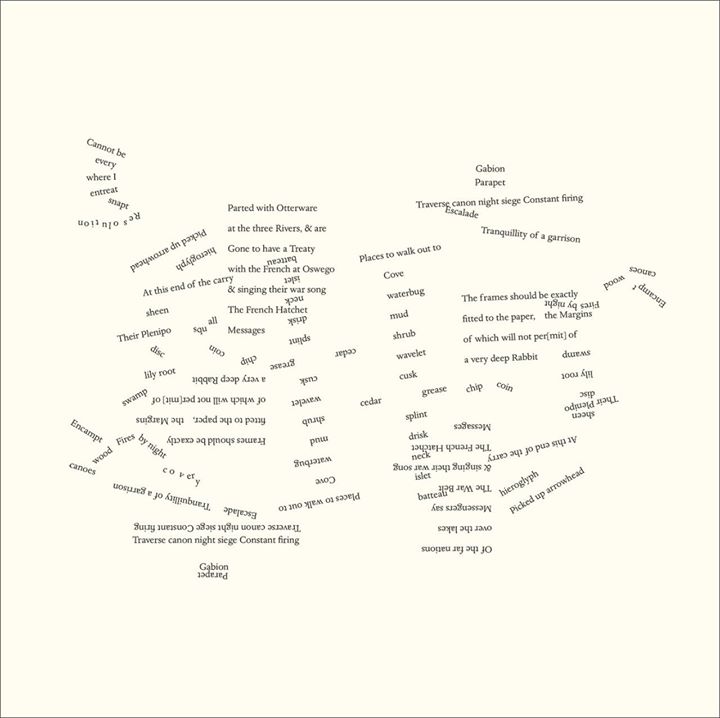 Cannot be
every
where I
entreat
snapt
Resolution
Picked up arrowhead
hieroglyph
At this end of the carry
sheen
Their Plenipo
disc
lily root
swamp
squ all
coin
chip
grease
cedar
Parted with Otterware
at the three Rivers, & are
Gone to have a Treaty
with the French at Oswego
& singing their war song
The French Hatchet
Messages
batteau
islet
neck
drisk
splint
cusk
wavelet
shrub
mud
waterbug
Cove
Places to walk out to
a very deep Rabbit
of which will not per[mit] of
fitted to the paper, the Margins
Frames should be exactly
Encampt
Fires by night
wood
canoes
covert,
Tranquillity of a garrison
Escalade
Traverse canon night siege Constant firing
Traverse canon night siege Constant firing
Gabion
Parapet
Gabion
Parapet
Traverse canon night siege Constant firing
Escalade
Tranquillity of a garrison
Places to walk out to
Cove
waterbug
mud
shrub
wavelet
cusk
cedar
grease
chip
coin
splint
drisk
neck
islet
batteau
The frames should be exactly
fitted to the paper, the Margins
of which will not per[mit] of
a very deep Rabbit
canoes
wood
Encampt,
Fires by night
swamp
lily root
disc
Their Plenipo
sheen
At this end of the carry
hieroglyph
Picked up arrowhead
Messages
The French Hatchet
& singing their war song
The War Belt
Messengers say
over the lakes
Of the far off nations